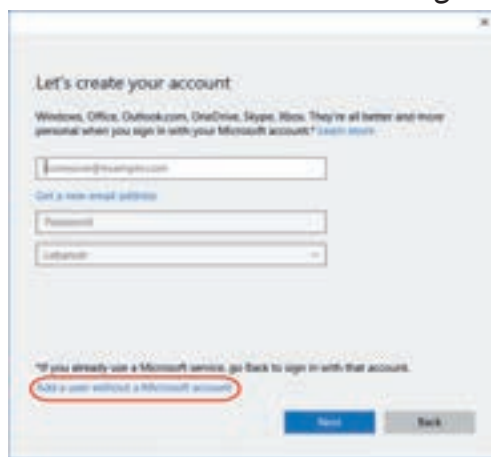 Let's create your account
Windows, Office, Outlook.com, OneDrive, Skype, Xbox. They're all better and more
personal when you sign in with your Microsoft account.* Learn more
someone@example.com
Get a new email address
Password
Lebanon
*If you already use a Microsoft service, go Back to sign in with that account.
Add a user without a Microsoft account
Next
Back